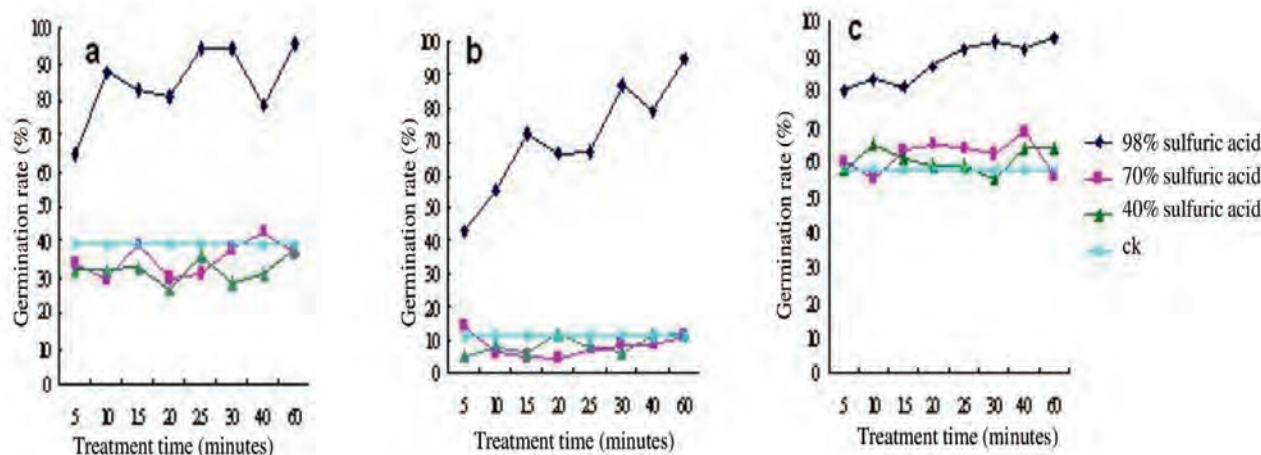 a
Germination rate (%)
100
90
80
70
60
50
40
30
20
10
0
5 10 15 20 25 30 40 60
Treatment time (minutes)
b
Germination rate (%)
100
90
80
70
60
50
40
30
20
10
0
5 10 15 20 25 30 40 60
Treatment time (minutes)
c
Germination rate (%)
100
90
80
70
60
50
40
30
20
10
0
5 10 15 20 25 30 40 60
Treatment time (minutes)
98% sulfuric acid
70% sulfuric acid
40% sulfuric acid
ck